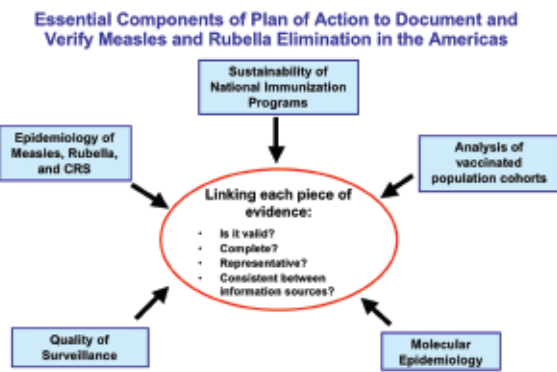 Essential Components of Plan of Action to Document and
Verify Measles and Rubella Elimination in the Americas
Sustainability of
National Immunization
Programs
Epidemiology of
Measles, Rubella,
and CRS
Analysis of
vaccinated
population cohorts
Linking each piece of
evidence:
• Is it valid?
• Complete?
• Representative?
• Consistent between
information sources?
Quality of
Surveillance
Molecular
Epidemiology